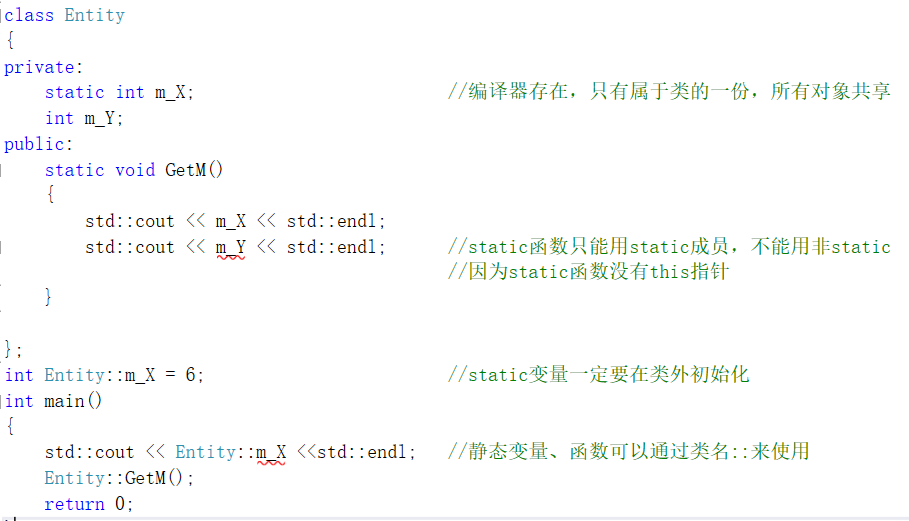 class Entity
{
private:
    static int m_X;                         //编译器存在，只有属于类的一份，所有对象共享
    int m_Y;
public:
    static void GetM()
    {
        std::cout << m_X << std::endl;
        std::cout << m_Y << std::endl;      //static函数只能用static成员，不能用非static
                                            //因为static函数没有this指针
    }
};
int Entity::m_X = 6;                        //static变量一定要在类外初始化
int main()
{
    std::cout << Entity::m_X <<std::endl;   //静态变量、函数可以通过类名::来使用
    Entity::GetM();
    return 0;